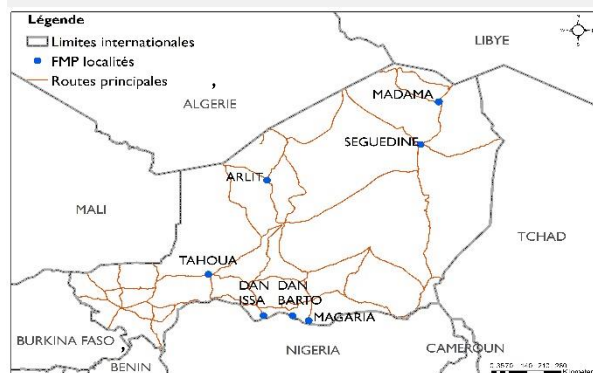 Légende
Limites internationales
FMP localités
Routes principales
LIBYE
ALGERIE
MADAMA
SEGUEDINE
ARLIT
MALI
TCHAD
TAHOUA
DAN ISSA
DAN BARTO
MAGARIA
BURKINA FASO
BENIN
NIGERIA
CAMEROUN